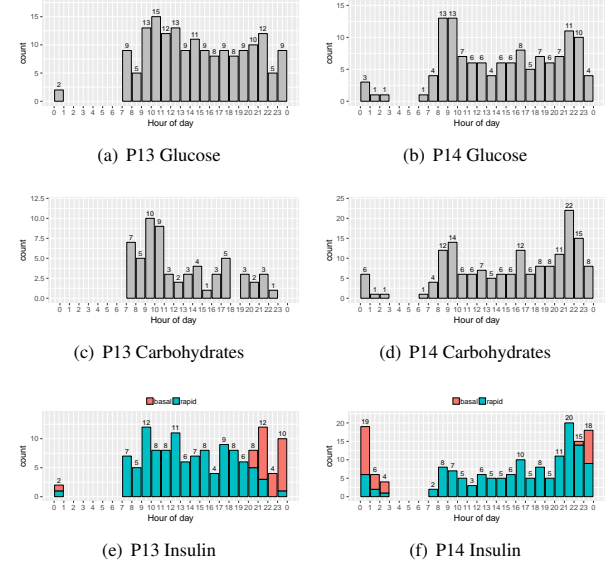 15
10
5
0
count
2 9 5 13 15 12 13 9 11 9 8 9 8 9 10 12 5 9
0 1 2 3 4 5 6 7 8 9 10 11 12 13 14 15 16 17 18 19 20 21 22 23 0
Hour of day
(a) P13 Glucose
15
10
5
0
count
3 1 1 1 4 13 13 7 6 6 4 6 6 8 5 7 6 7 11 10 4
0 1 2 3 4 5 6 7 8 9 10 11 12 13 14 15 16 17 18 19 20 21 22 23 0
Hour of day
(b) P14 Glucose
12.5
10.0
7.5
5.0
2.5
0.0
count
7 5 10 9 3 2 3 4 1 3 5 3 2 3 1
0 1 2 3 4 5 6 7 8 9 10 11 12 13 14 15 16 17 18 19 20 21 22 23 0
Hour of day
(c) P13 Carbohydrates
25
20
15
10
5
0
count
6 1 1 1 4 12 14 6 6 7 5 6 6 12 6 8 8 11 22 15 8
0 1 2 3 4 5 6 7 8 9 10 11 12 13 14 15 16 17 18 19 20 21 22 23 0
Hour of day
(d) P14 Carbohydrates
basal rapid
10
5
0
count
2 7 5 12 8 8 11 6 7 8 4 9 8 6 8 12 4 10
0 1 2 3 4 5 6 7 8 9 10 11 12 13 14 15 16 17 18 19 20 21 22 23 0
Hour of day
(e) P13 Insulin
basal rapid
20
15
10
5
0
count
19 6 4 2 8 7 5 3 6 5 5 6 10 5 8 5 11 20 15 18
0 1 2 3 4 5 6 7 8 9 10 11 12 13 14 15 16 17 18 19 20 21 22 23 0
Hour of day
(f) P14 Insulin